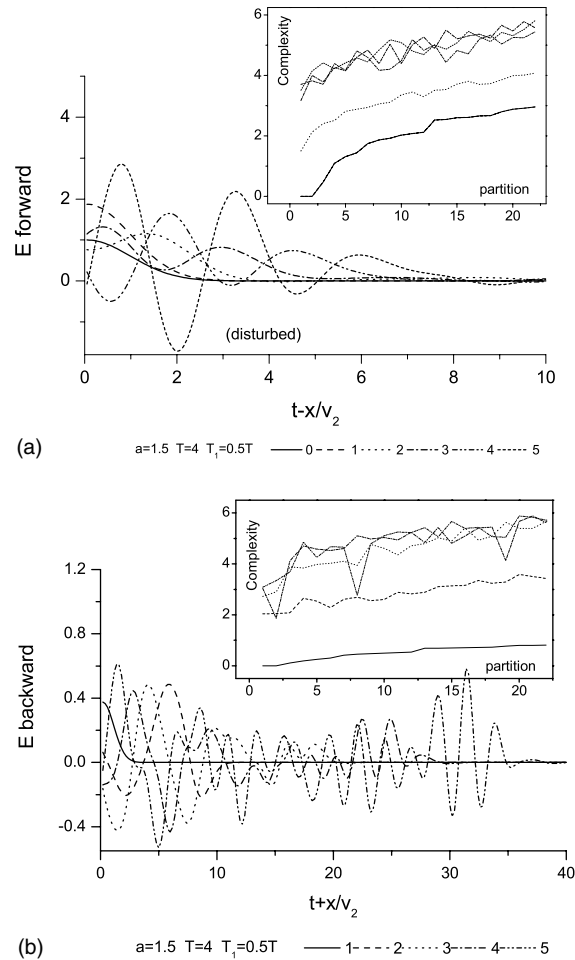 6
4
2
0
Complexity
partition
0 5 10 15 20
4
2
0
E forward
(disturbed)
0 2 4 6 8 10
t-x/v₂
(a)
a=1.5 T=4 T₁=0.5T 0 1 2 3 4 5
6
4
2
0
Complexity
partition
0 5 10 15 20
1.2
0.8
0.4
0.0
-0.4
E backward
0 10 20 30 40
t+x/v₂
(b)
a=1.5 T=4 T₁=0.5T 1 2 3 4 5